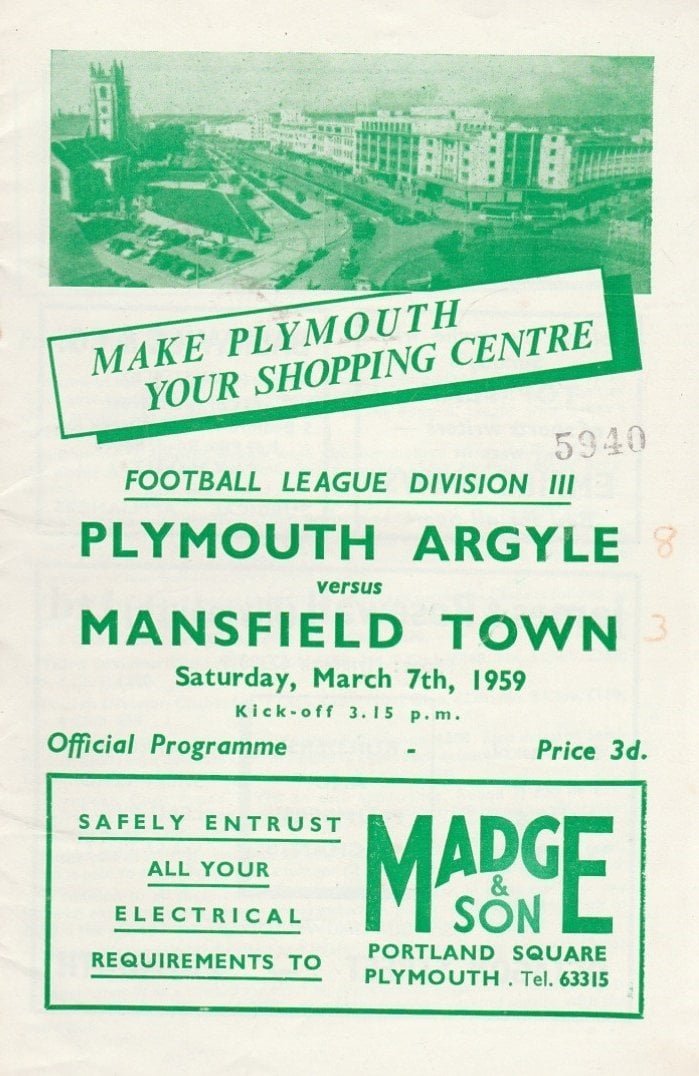 MAKE PLYMOUTH
YOUR SHOPPING CENTRE
5940
FOOTBALL LEAGUE DIVISION III
PLYMOUTH ARGYLE 8
versus
MANSFIELD TOWN 3
Saturday, March 7th, 1959
Kick-off 3.15 p.m.
Official Programme - Price 3d.
SAFELY ENTRUST
ALL YOUR
ELECTRICAL
REQUIREMENTS TO
MADGE
&
SON
PORTLAND SQUARE
PLYMOUTH . Tel. 63315